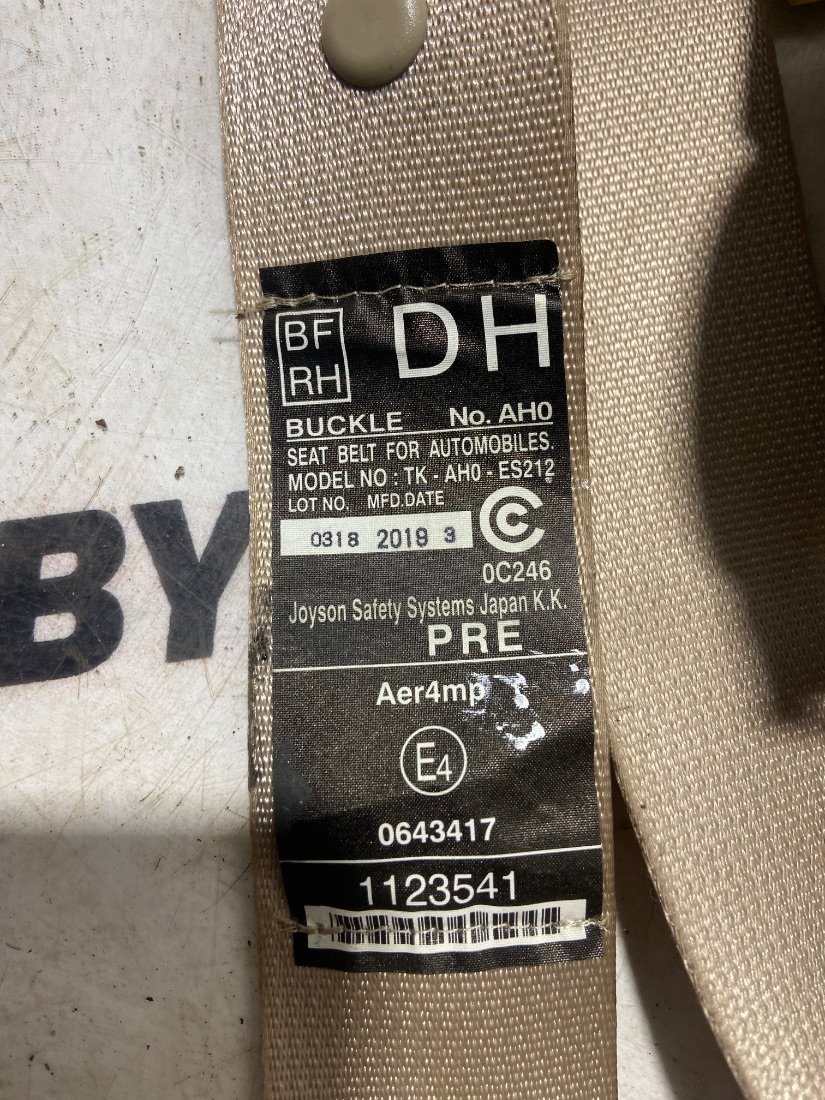 BF
RH
DH
BUCKLE No. AH0
SEAT BELT FOR AUTOMOBILES.
MODEL NO : TK - AH0 - ES212
LOT NO. MFD.DATE
0318 2019 3
C
0C246
Joyson Safety Systems Japan K.K.
PRE
Aer4mp
E4
0643417
1123541
BY